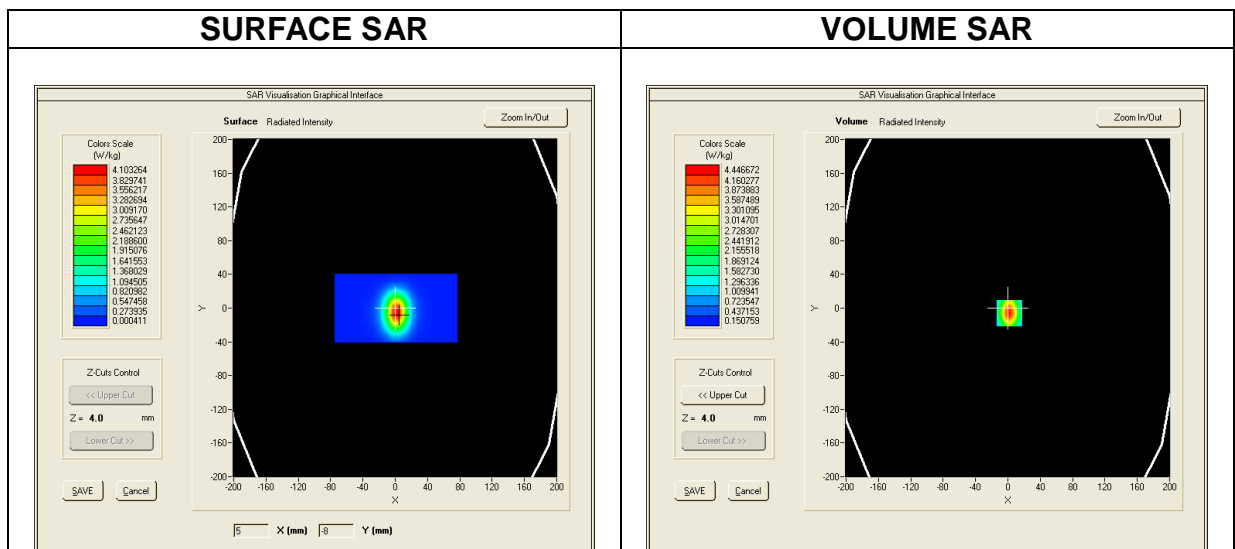 SURFACE SAR
VOLUME SAR
SAR Visualisation Graphical Interface
Surface Radiated Intensity
Zoom In/Out
Colors Scale
(W/kg)
4.103264
3.829741
3.556217
3.282694
3.009170
2.735647
2.462123
2.188600
1.915076
1.641553
1.368029
1.094505
0.820982
0.547458
0.273935
0.000411
Z-Cuts Control
<< Upper Cut
Z = 4.0 mm
Lower Cut >>
SAVE Cancel
200
160
120
80
40
Y 0
-40
-80
-120
-160
-200
-200 -160 -120 -80 -40 0 40 80 120 160 200
X
5 X (mm) -8 Y (mm)
SAR Visualisation Graphical Interface
Volume Radiated Intensity
Zoom In/Out
Colors Scale
(W/kg)
4.446672
4.160277
3.873883
3.587489
3.301095
3.014701
2.728307
2.441912
2.155518
1.869124
1.582730
1.296336
1.009941
0.723547
0.437153
0.150759
Z-Cuts Control
<< Upper Cut
Z = 4.0 mm
Lower Cut >>
SAVE Cancel
200
160
120
80
40
Y 0
-40
-80
-120
-160
-200
-200 -160 -120 -80 -40 0 40 80 120 160 200
X